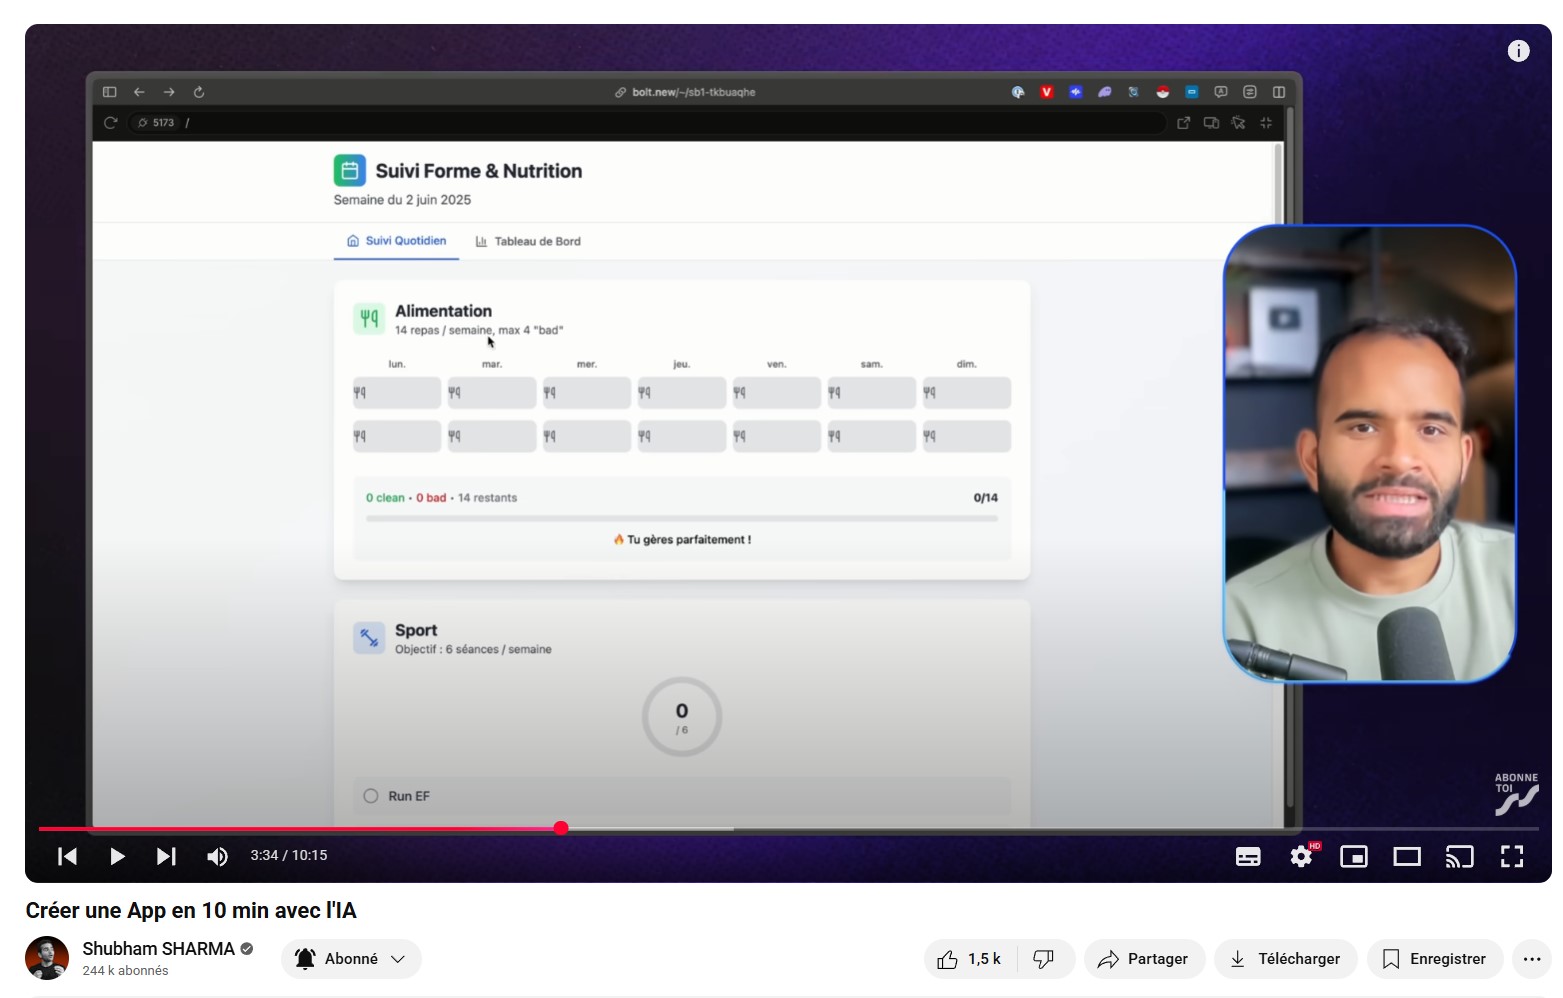 bolt.new/~/sb1-tkbuaqhe
5173 /
Suivi Forme & Nutrition
Semaine du 2 juin 2025
Suivi Quotidien
Tableau de Bord
Alimentation
14 repas / semaine, max 4 "bad"
lun. mar. mer. jeu. ven. sam. dim.
0 clean • 0 bad • 14 restants
0/14
🔥 Tu gères parfaitement !
Sport
Objectif : 6 séances / semaine
0
/ 6
Run EF
ABONNE
TOI
3:34 / 10:15
HD
Créer une App en 10 min avec l'IA
Shubham SHARMA
244 k abonnés
Abonné
1,5 k
Partager
Télécharger
Enregistrer